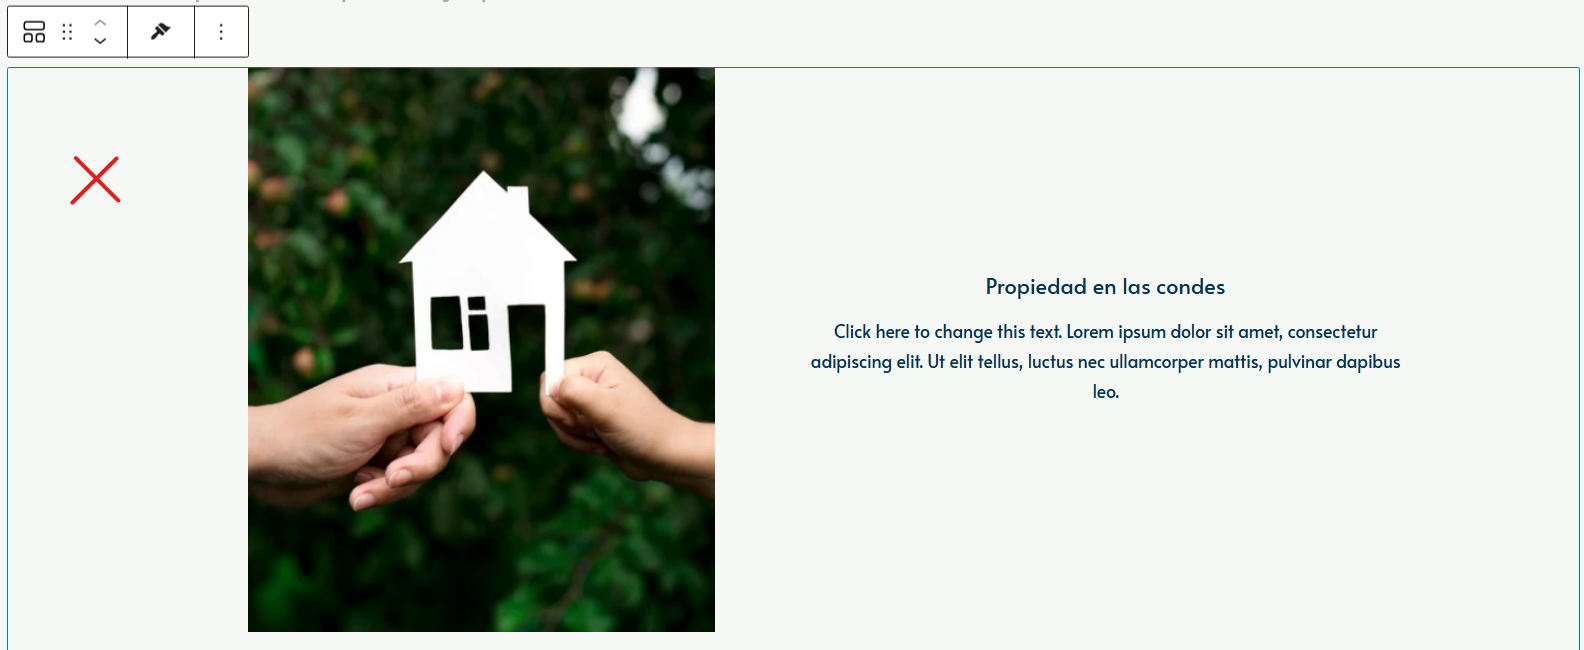 Propiedad en las condes
Click here to change this text. Lorem ipsum dolor sit amet, consectetur
adipiscing elit. Ut elit tellus, luctus nec ullamcorper mattis, pulvinar dapibus
leo.